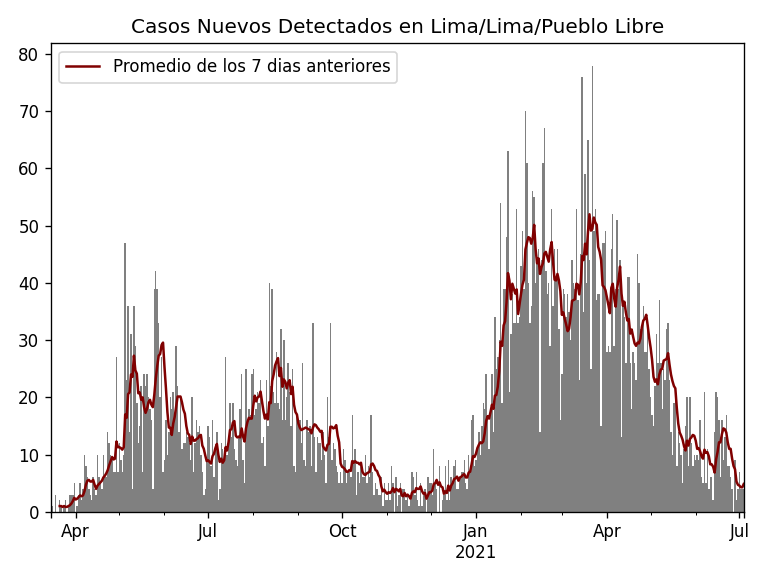 Casos Nuevos Detectados en Lima/Lima/Pueblo Libre
Promedio de los 7 dias anteriores
80
70
60
50
40
30
20
10
0
Apr
Jul
Oct
Jan
2021
Apr
Jul